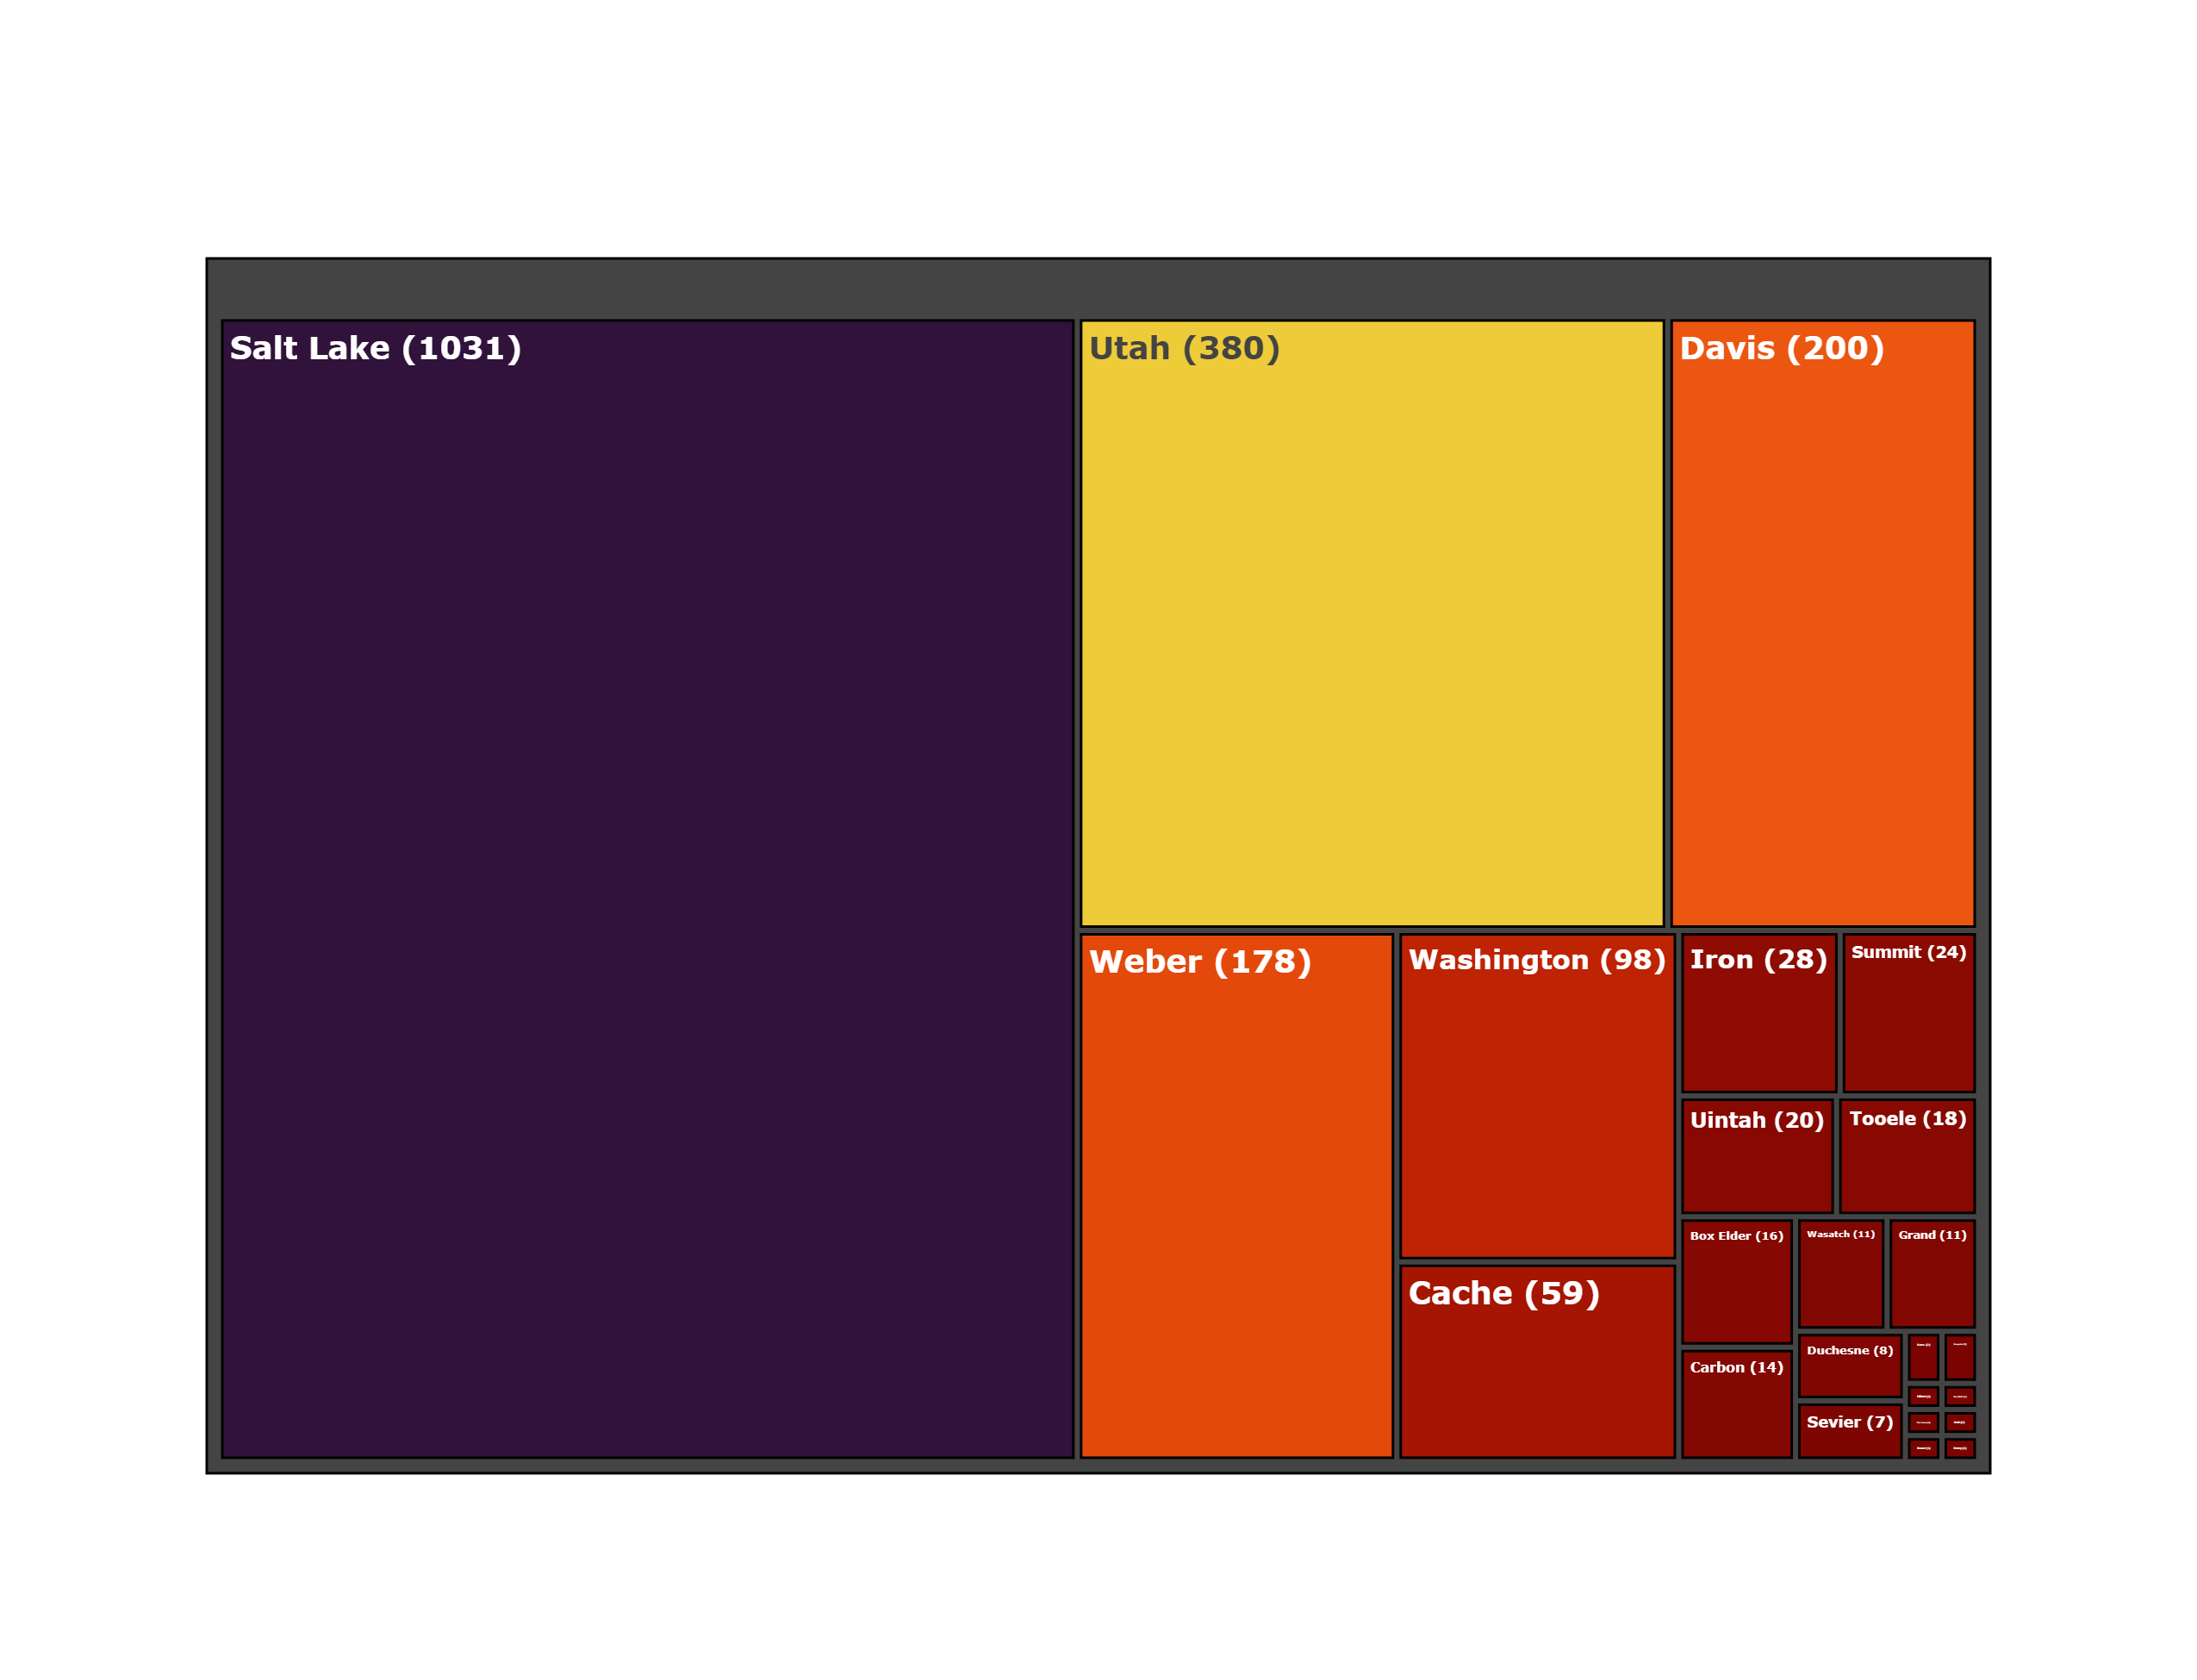 Salt Lake (1031)
Utah (380)
Davis (200)
Weber (178)
Washington (98)
Iron (28)
Summit (24)
Uintah (20)
Tooele (18)
Box Elder (16)
Wasatch (11)
Grand (11)
Cache (59)
Duchesne (8)
Carbon (14)
Sevier (7)